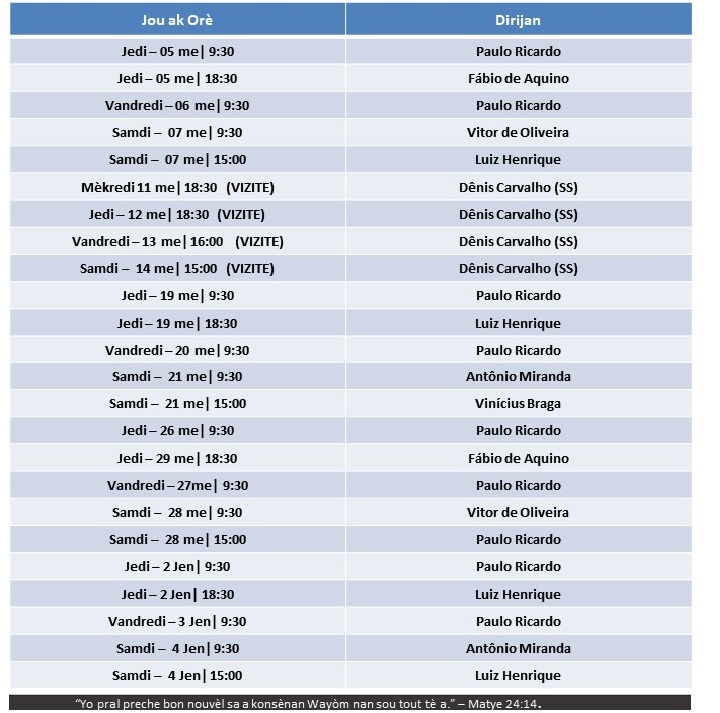 Jou ak Orè Dirijan
Jedi – 05 me| 9:30 Paulo Ricardo
Jedi – 05 me | 18:30 Fábio de Aquino
Vandredi – 06 me| 9:30 Paulo Ricardo
Samdi – 07 me| 9:30 Vitor de Oliveira
Samdi – 07 me| 15:00 Luiz Henrique
Mèkredi 11 me| 18:30 (VIZITE) Dênis Carvalho (SS)
Jedi – 12 me| 18:30 (VIZITE) Dênis Carvalho (SS)
Vandredi – 13 me| 16:00 (VIZITE) Dênis Carvalho (SS)
Samdi – 14 me| 15:00 (VIZITE) Dênis Carvalho (SS)
Jedi – 19 me| 9:30 Paulo Ricardo
Jedi – 19 me | 18:30 Luiz Henrique
Vandredi – 20 me| 9:30 Paulo Ricardo
Samdi – 21 me| 9:30 Antônio Miranda
Samdi – 21 me| 15:00 Vinícius Braga
Jedi – 26 me| 9:30 Paulo Ricardo
Jedi – 29 me | 18:30 Fábio de Aquino
Vandredi – 27me| 9:30 Paulo Ricardo
Samdi – 28 me| 9:30 Vitor de Oliveira
Samdi – 28 me| 15:00 Paulo Ricardo
Jedi – 2 Jen | 9:30 Paulo Ricardo
Jedi – 2 Jen | 18:30 Luiz Henrique
Vandredi – 3 Jen| 9:30 Paulo Ricardo
Samdi – 4 Jen| 9:30 Antônio Miranda
Samdi – 4 Jen| 15:00 Luiz Henrique
“Yo pral preche bon nouvèl sa a konsènan Wayòm nan sou tout tè a.” – Matye 24:14.